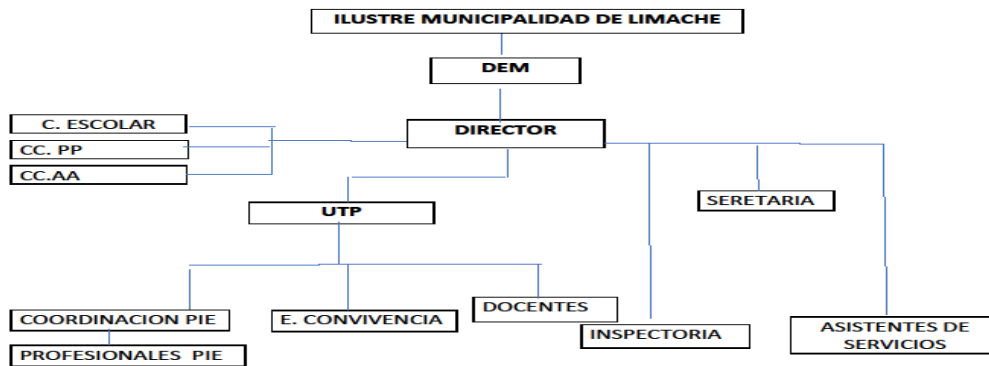 ILUSTRE MUNICIPALIDAD DE LIMACHE
DEM
DIRECTOR
C. ESCOLAR
CC. PP
CC.AA
UTP
SERETARIA
COORDINACION PIE
E. CONVIVENCIA
DOCENTES
INSPECTORIA
ASISTENTES DE
SERVICIOS
PROFESIONALES PIE